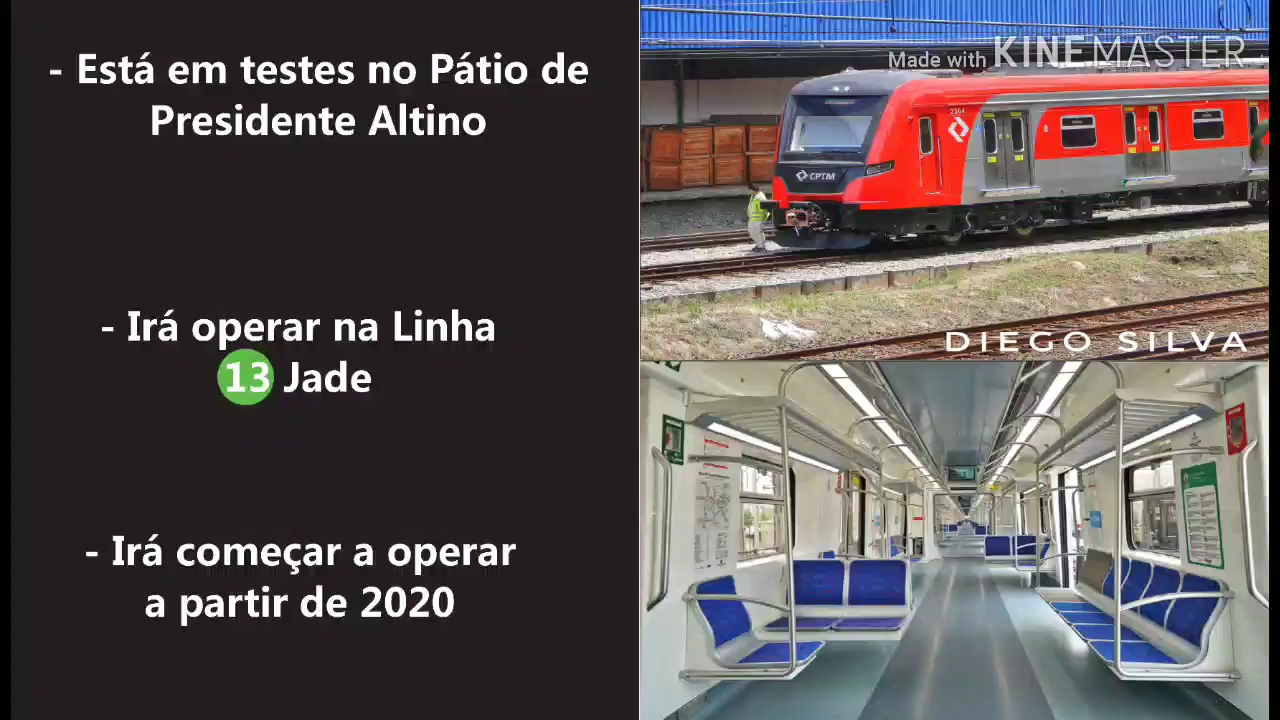 - Está em testes no Pátio de
Presidente Altino
- Irá operar na Linha
13 Jade
- Irá começar a operar
a partir de 2020
Made with KINEMASTER
CPTM
DIEGO SILVA